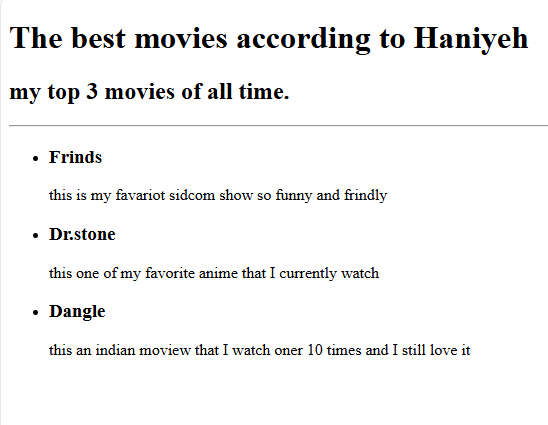 The best movies according to Haniyeh
my top 3 movies of all time.
Frinds
this is my favariot sidcom show so funny and frindly
Dr.stone
this one of my favorite anime that I currently watch
Dangle
this an indian moview that I watch oner 10 times and I still love it